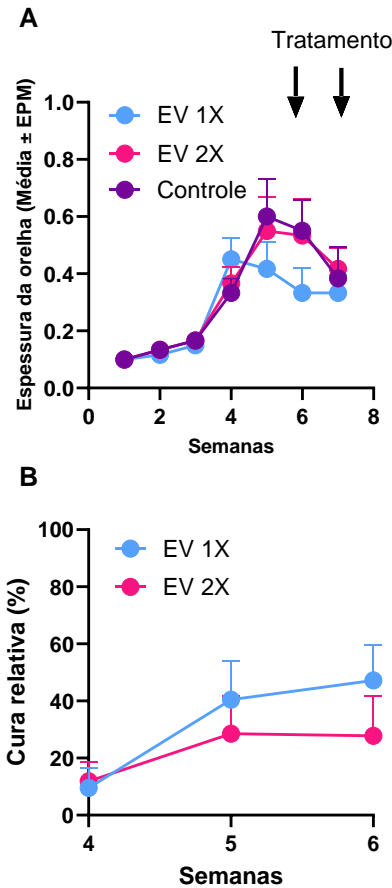 A
Tratamento
Espessura da orelha (Média ± EPM)
1.0
0.8
0.6
0.4
0.2
0.0
EV 1X
EV 2X
Controle
0 2 4 6 8
Semanas
B
Cura relativa (%)
100
80
60
40
20
0
EV 1X
EV 2X
4 5 6
Semanas